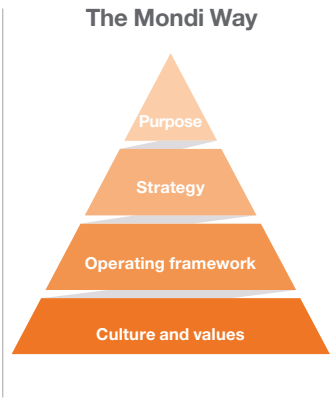 The Mondi Way
Purpose
Strategy
Operating framework
Culture and values